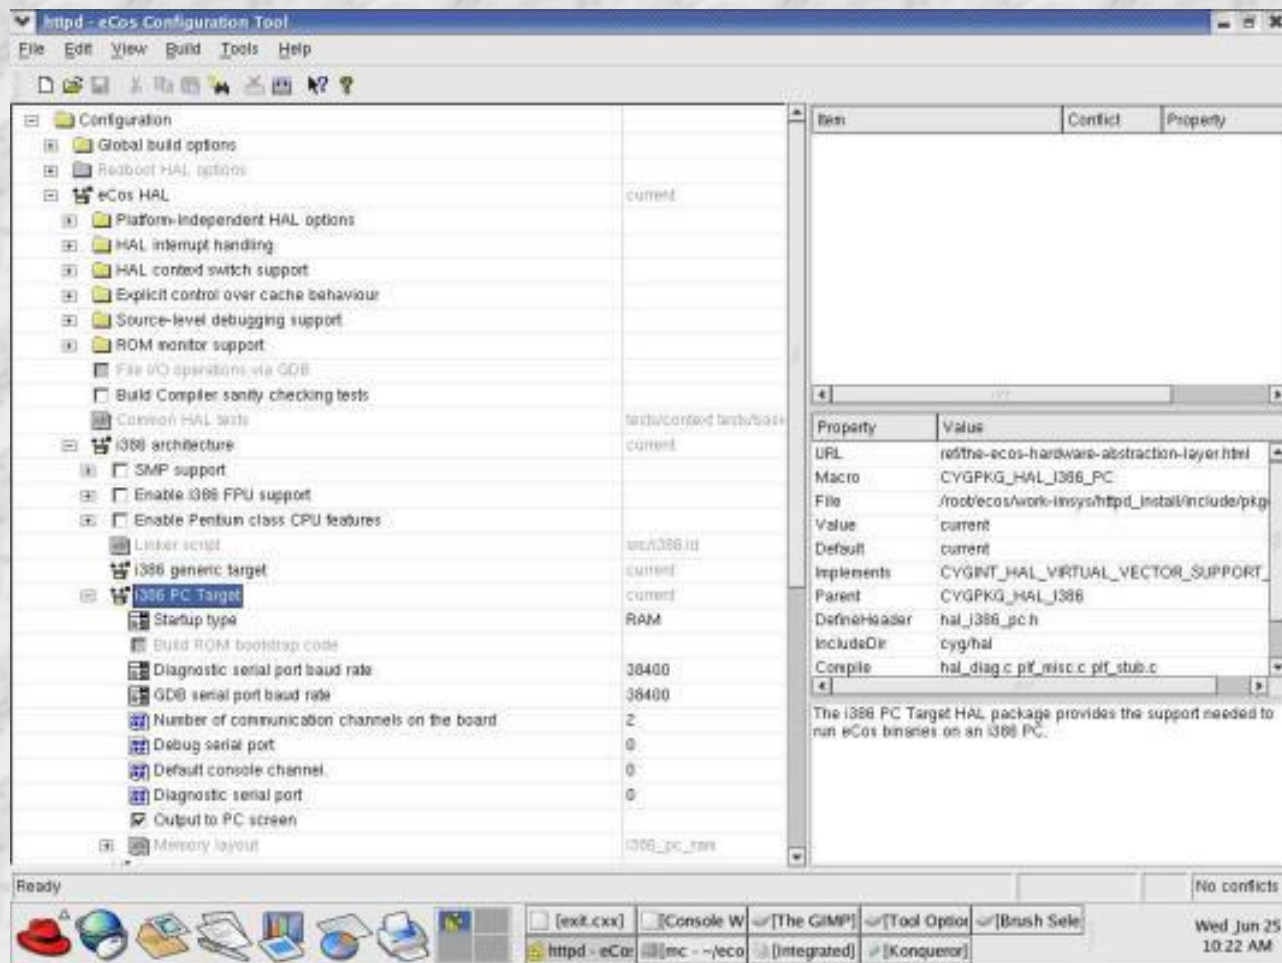 httpd - eCos Configuration Tool
File Edit View Build Tools Help
Configuration
Global build options
Redboot HAL options
eCos HAL current
Platform-independent HAL options
HAL interrupt handling
HAL context switch support
Explicit control over cache behaviour
Source-level debugging support
ROM monitor support
File I/O operations via GDB
Build Compiler sanity checking tests
Common HAL tests tests/context tests/base
i386 architecture current
SMP support
Enable i386 FPU support
Enable Pentium class CPU features
Linker script src/i386.ld
i386 generic target current
i386 PC Target current
Startup type RAM
Build ROM bootstrap code
Diagnostic serial port baud rate 38400
GDB serial port baud rate 38400
Number of communication channels on the board 2
Debug serial port 0
Default console channel. 0
Diagnostic serial port 0
Output to PC screen
Memory layout i386_pc_ram
Item Conflict Property
Property Value
URL ref/the-ecos-hardware-abstraction-layer.html
Macro CYGPKG_HAL_I386_PC
File /root/ecos/work-imsys/httpd_install/include/pkg
Value current
Default current
Implements CYGINT_HAL_VIRTUAL_VECTOR_SUPPORT_
Parent CYGPKG_HAL_I386
DefineHeader hal_i386_pc.h
IncludeDir cyg/hal
Compile hal_diag.c plf_misc.c plf_stub.c
The i386 PC Target HAL package provides the support needed to
run eCos binaries on an i386 PC.
Ready No conflicts
[exit.cxx] [Console W [The GIMP] [Tool Option [Brush Sele
httpd - eCos [mc - ~/eco [Integrated] [Konqueror]
Wed Jun 25
10:22 AM